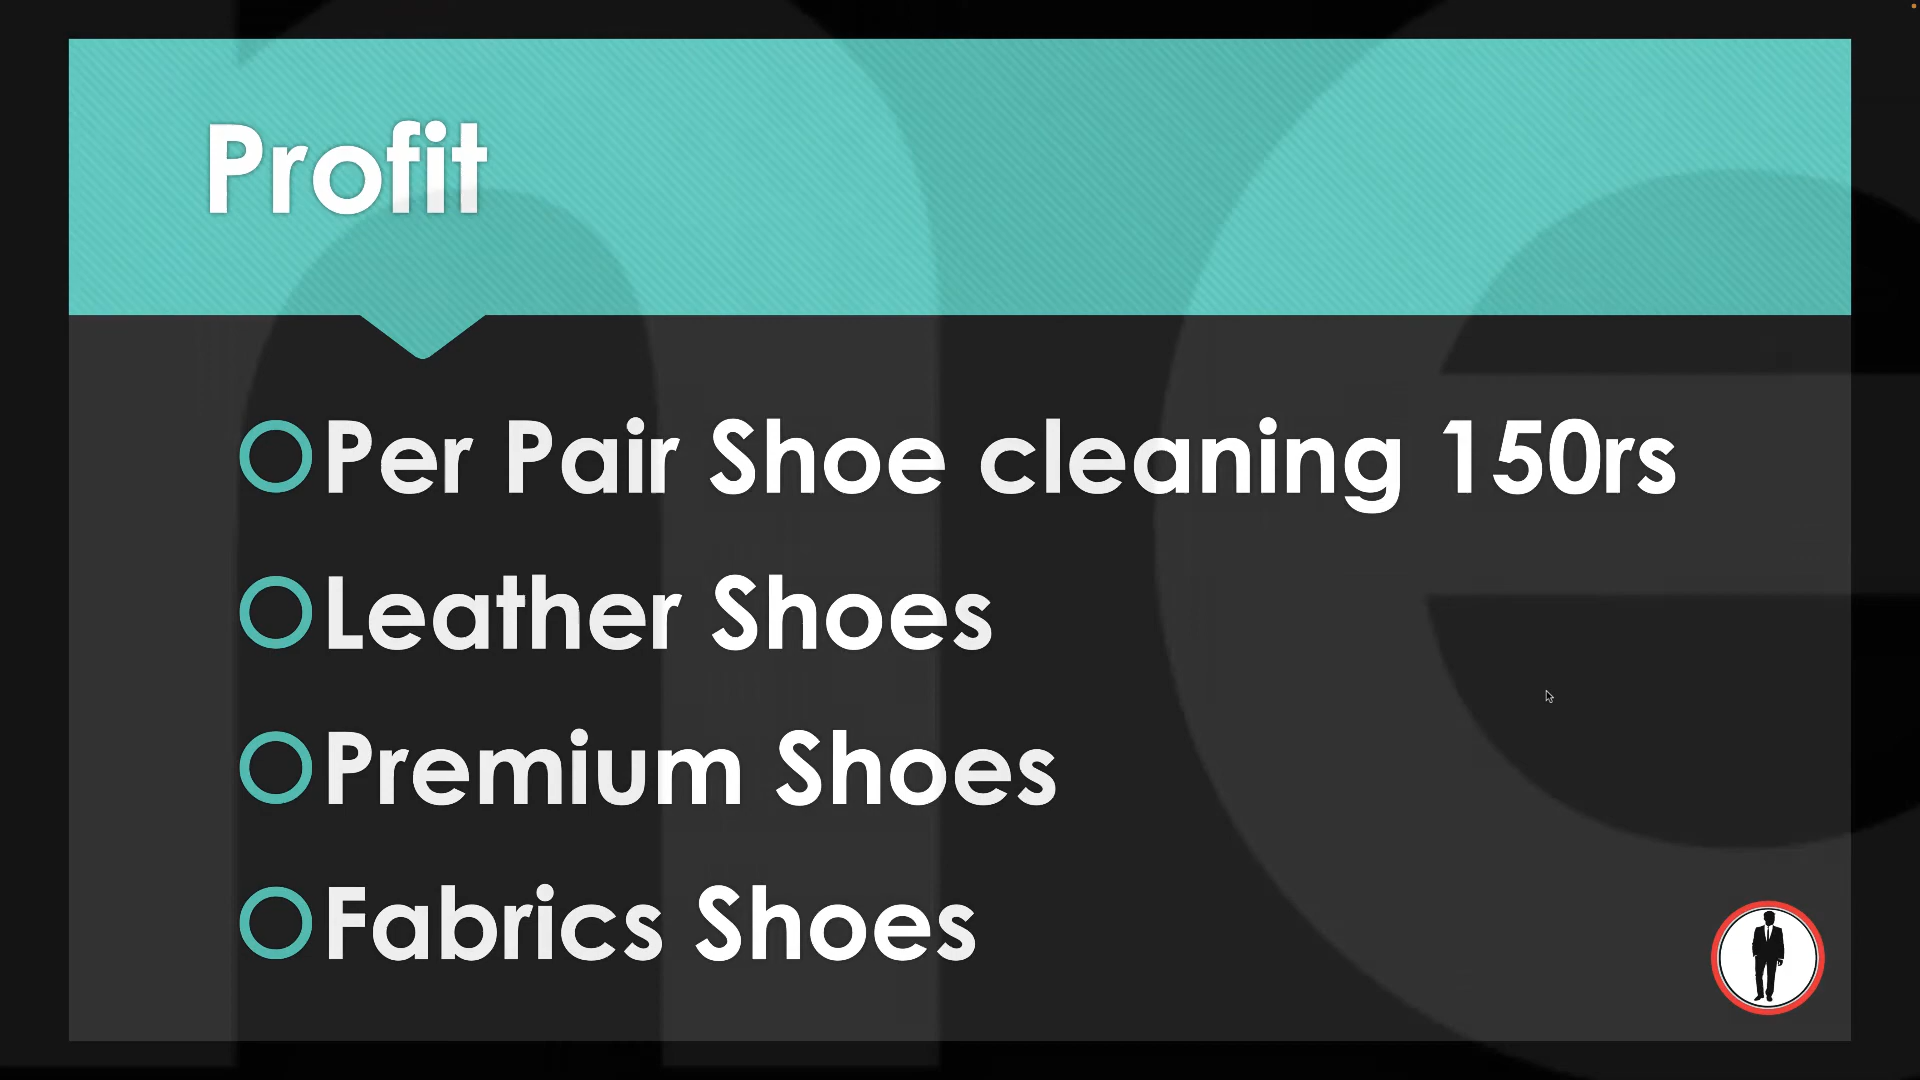 Profit
Per Pair Shoe cleaning 150rs
Leather Shoes
Premium Shoes
Fabrics Shoes